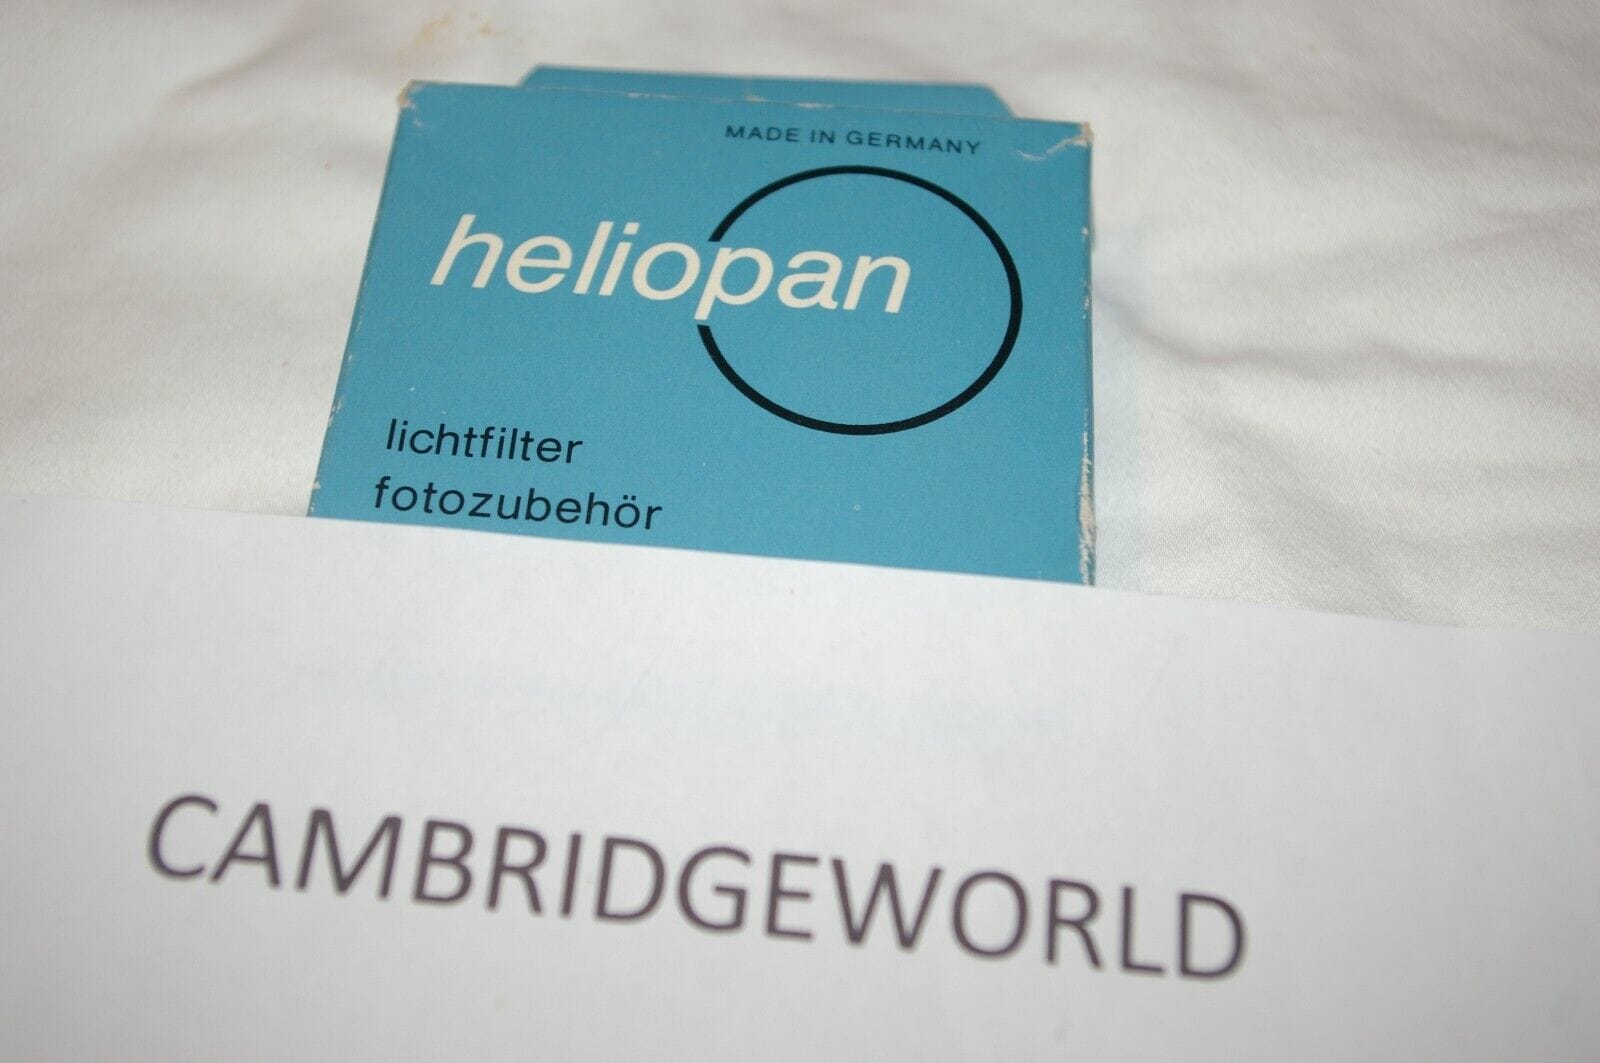 MADE IN GERMANY
heliopan
lichtfilter
fotozubehör
CAMBRIDGEWORLD